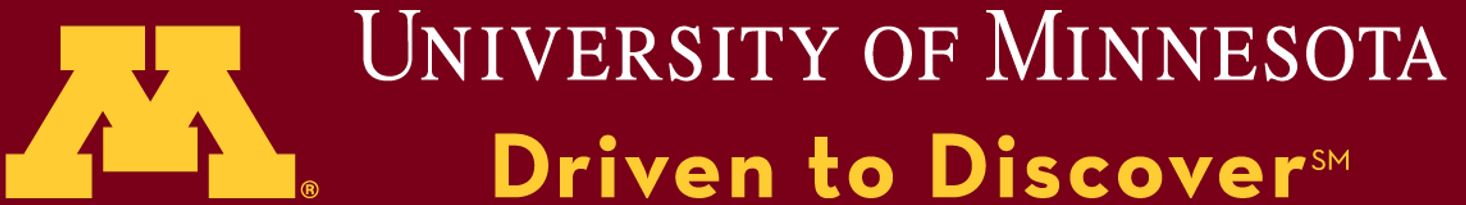 M®
UNIVERSITY OF MINNESOTA
Driven to Discover℠